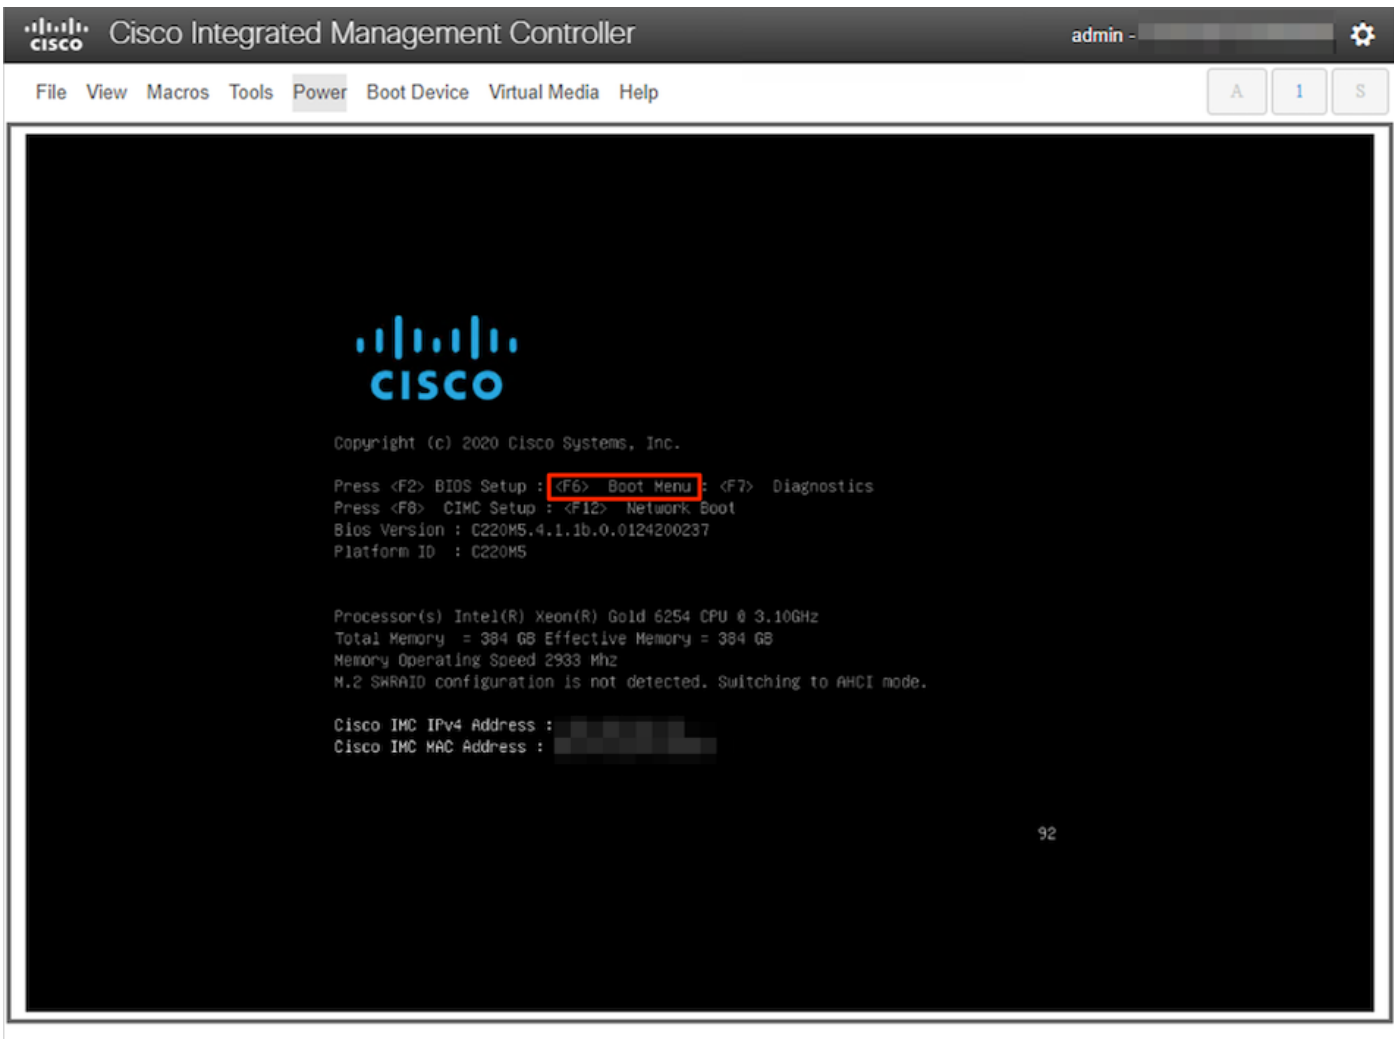 cisco Cisco Integrated Management Controller admin -
File View Macros Tools Power Boot Device Virtual Media Help A 1 S
CISCO
Copyright (c) 2020 Cisco Systems, Inc.
Press <F2> BIOS Setup : <F6> Boot Menu : <F7> Diagnostics
Press <F8> CIMC Setup : <F12> Network Boot
Bios Version : C220M5.4.1.1b.0.0124200237
Platform ID : C220M5
Processor(s) Intel(R) Xeon(R) Gold 6254 CPU @ 3.10GHz
Total Memory = 384 GB Effective Memory = 384 GB
Memory Operating Speed 2933 Mhz
M.2 SWRAID configuration is not detected. Switching to AHCI mode.
Cisco IMC IPv4 Address :
Cisco IMC MAC Address :
92